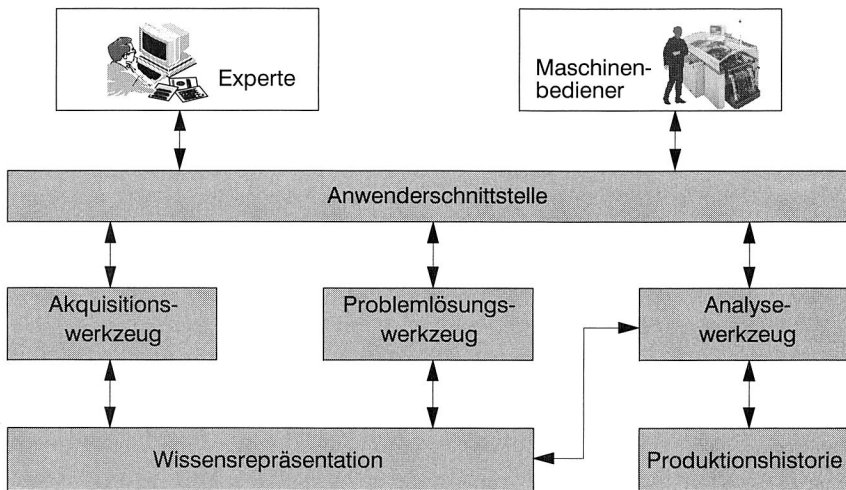 Experte
Maschinen-
bediener
Anwenderschnittstelle
Akquisitions-
werkzeug
Problemlösungs-
werkzeug
Analyse-
werkzeug
Wissensrepräsentation
Produktionshistorie